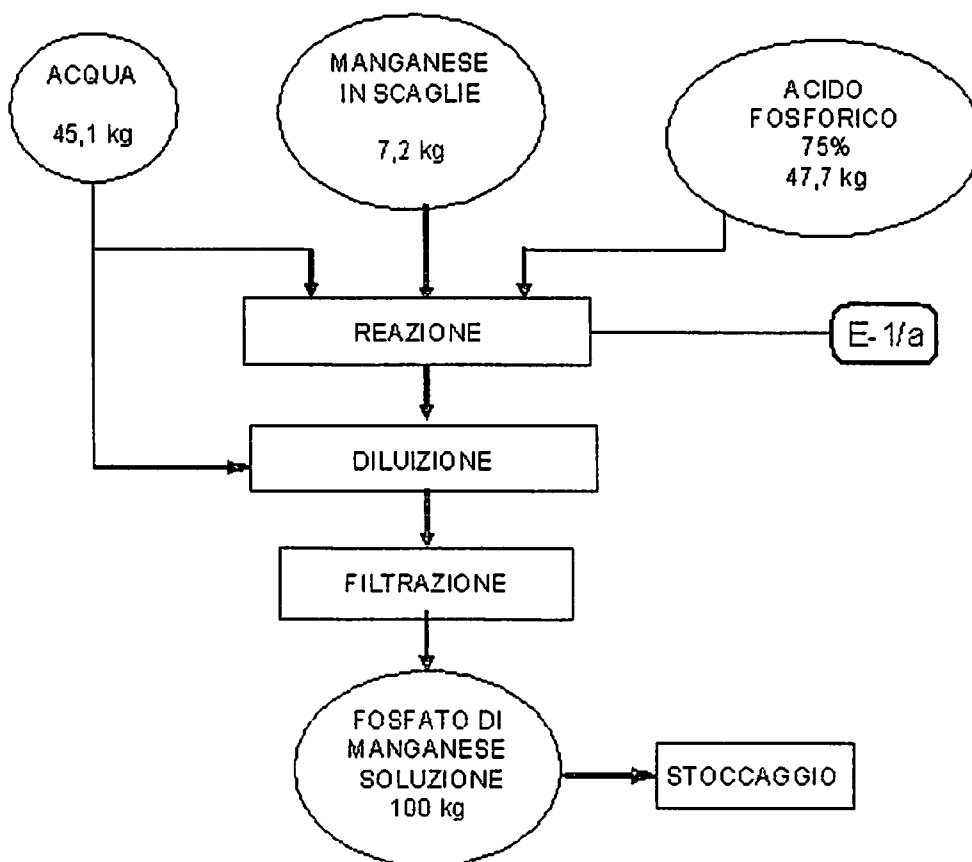 ACQUA
45,1 kg
MANGANESE
IN SCAGLIE
7,2 kg
ACIDO
FOSFORICO
75%
47,7 kg
REAZIONE
E-1/a
DILUIZIONE
FILTRAZIONE
FOSFATO DI
MANGANESE
SOLUZIONE
100 kg
STOCCAGGIO